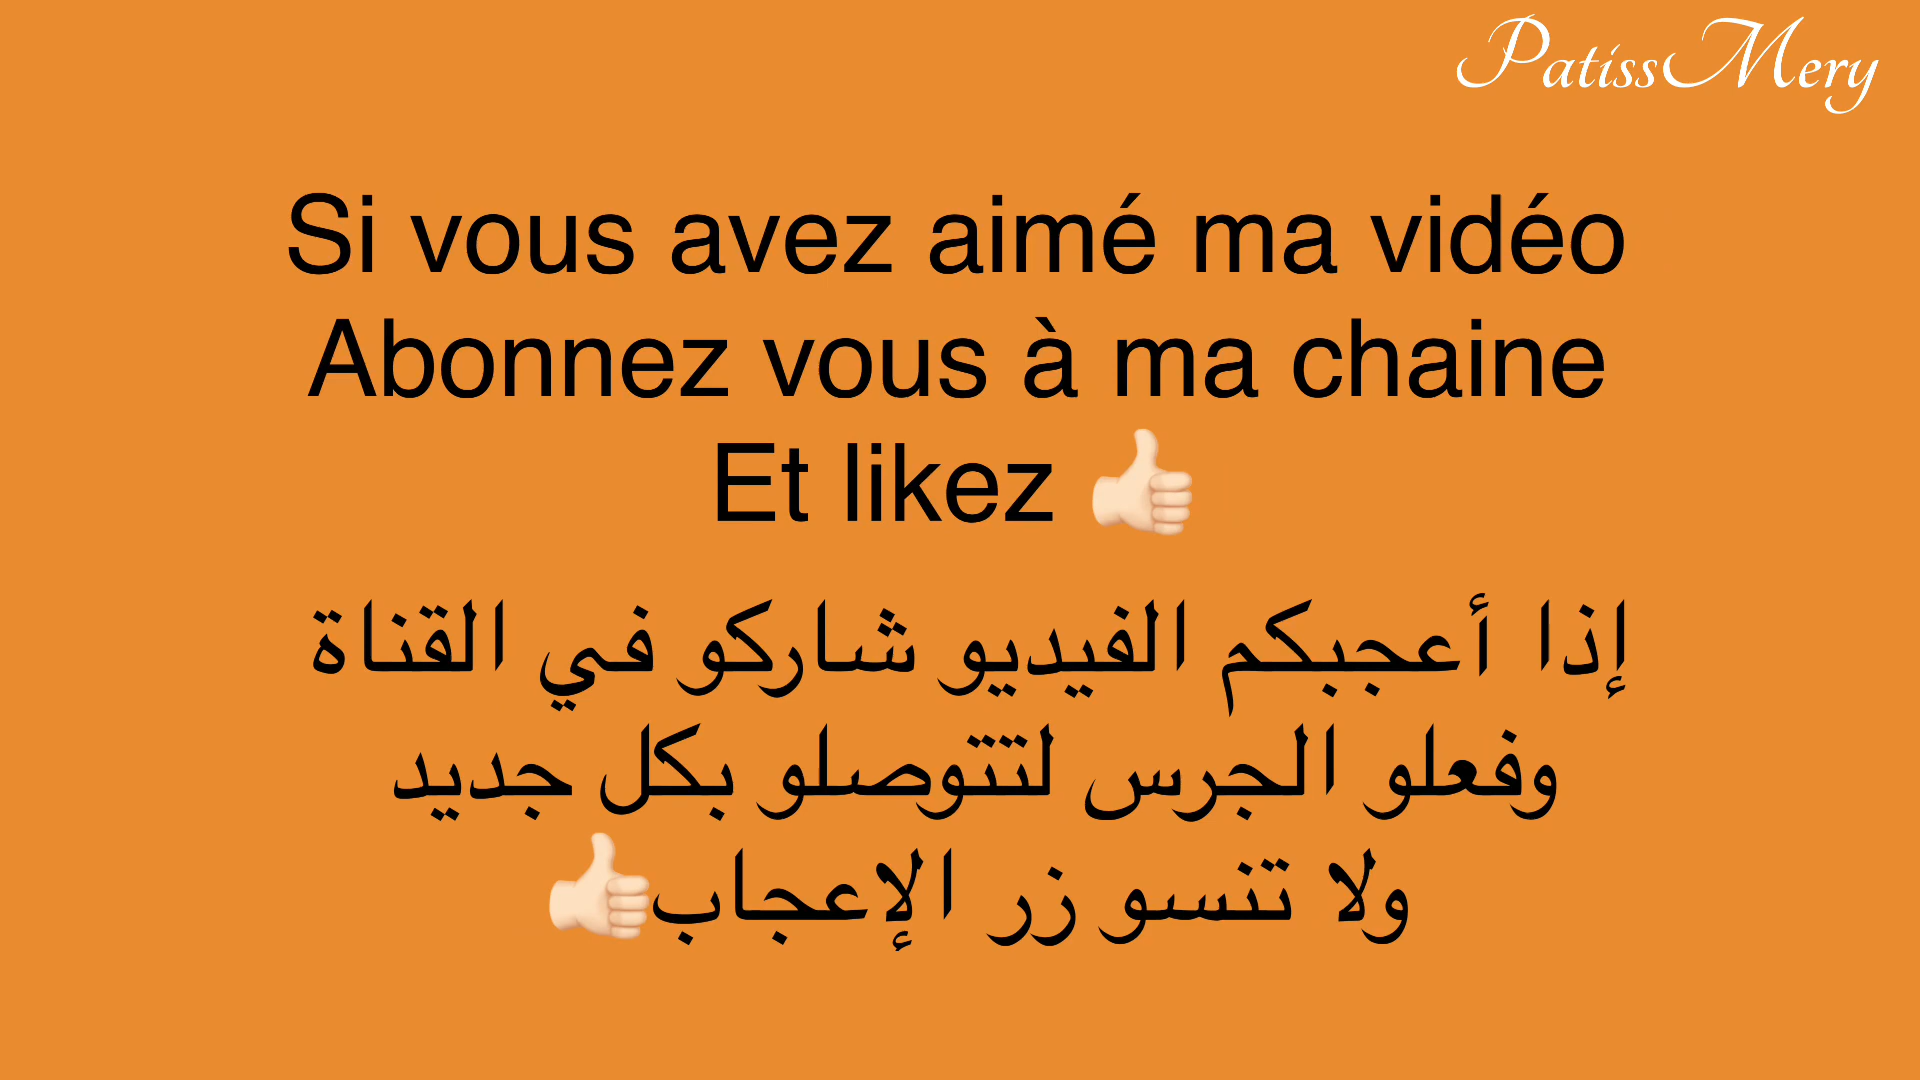 PatissMery
Si vous avez aimé ma vidéo
Abonnez vous à ma chaine
Et likez 👍🏻
إذا أعجبكم الفيديو شاركو في القناة
وفعلو الجرس لتتوصلو بكل جديد
ولا تنسو زر الإعجاب👍🏻